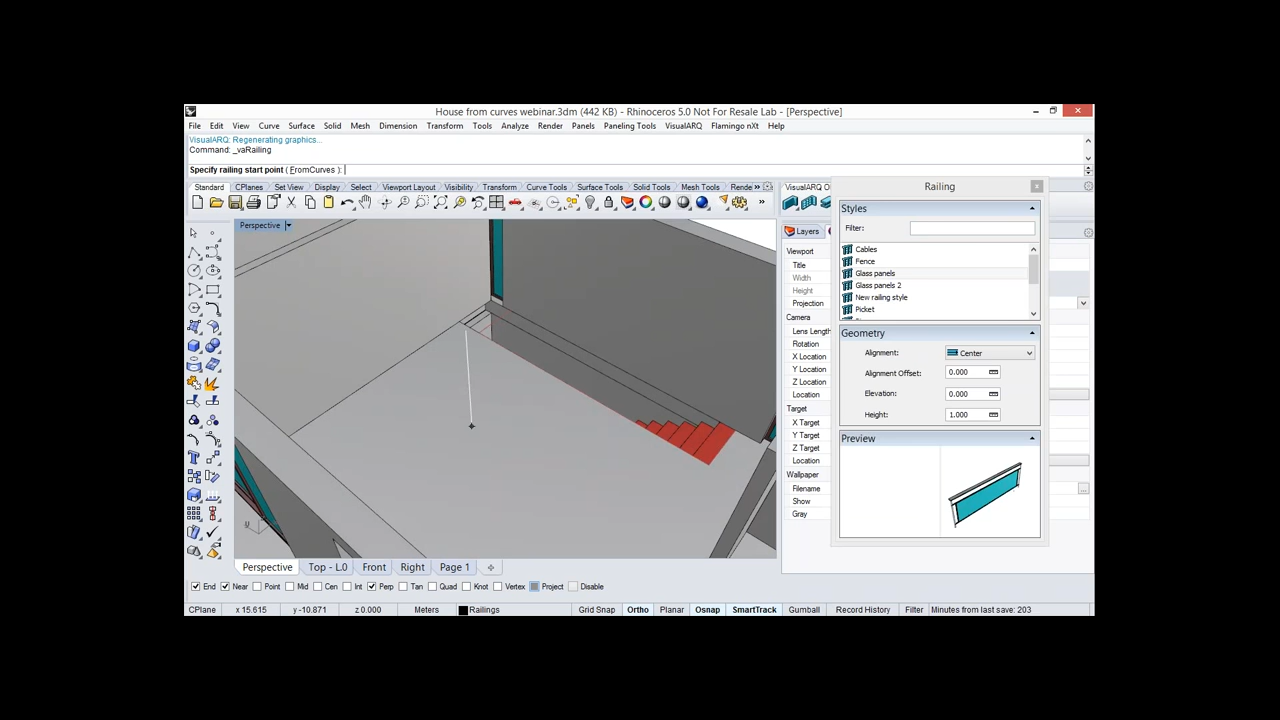 House from curves webinar.3dm (442 KB) - Rhinoceros 5.0 Not For Resale Lab - [Perspective]
File Edit View Curve Surface Solid Mesh Dimension Transform Tools Analyze Render Panels Paneling Tools VisualARQ Flamingo nXt Help
VisualARQ: Regenerating graphics...
Command: _vaRailing
Specify railing start point ( FromCurves ):
Standard CPlanes Set View Display Select Viewport Layout Visibility Transform Curve Tools Surface Tools Solid Tools Mesh Tools Rende »
VisualARQ O
Perspective
Layers
Viewport
Title
Width
Height
Projection
Camera
Lens Length
Rotation
X Location
Y Location
Z Location
Location
Target
X Target
Y Target
Z Target
Location
Wallpaper
Filename
Show
Gray
Railing
Styles
Filter:
Cables
Fence
Glass panels
Glass panels 2
New railing style
Picket
Geometry
Alignment: Center
Alignment Offset: 0.000
Elevation: 0.000
Height: 1.000
Preview
Perspective Top - L0 Front Right Page 1
End Near Point Mid Cen Int Perp Tan Quad Knot Vertex Project Disable
CPlane x 15.615 y -10.871 z 0.000 Meters Railings Grid Snap Ortho Planar Osnap SmartTrack Gumball Record History Filter Minutes from last save: 203